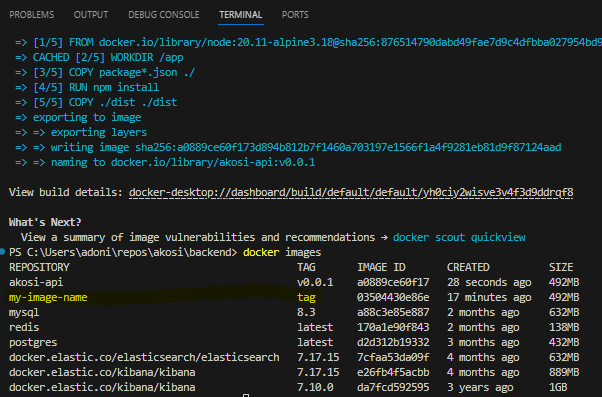 PROBLEMS OUTPUT DEBUG CONSOLE TERMINAL PORTS
=> [1/5] FROM docker.io/library/node:20.11-alpine3.18@sha256:876514790dabd49fae7d9c4dfbba027954bd9
=> CACHED [2/5] WORKDIR /app
=> [3/5] COPY package*.json ./
=> [4/5] RUN npm install
=> [5/5] COPY ./dist ./dist
=> exporting to image
=> => exporting layers
=> => writing image sha256:a0889ce60f173d894b812b7f1460a703197e1566f1a4f9281eb81d9f87124aad
=> => naming to docker.io/library/akosi-api:v0.0.1
View build details: docker-desktop://dashboard/build/default/default/yh0ciy2wisve3v4f3d9ddrqf8
What's Next?
View a summary of image vulnerabilities and recommendations → docker scout quickview
PS C:\Users\adoni\repos\akosi\backend> docker images
REPOSITORY TAG IMAGE ID CREATED SIZE
akosi-api v0.0.1 a0889ce60f17 28 seconds ago 492MB
my-image-name tag 03504430e86e 17 minutes ago 492MB
mysql 8.3 a88c3e85e887 2 months ago 632MB
redis latest 170a1e90f843 2 months ago 138MB
postgres latest d2d312b19332 3 months ago 432MB
docker.elastic.co/elasticsearch/elasticsearch 7.17.15 7cfaa53da09f 4 months ago 632MB
docker.elastic.co/kibana/kibana 7.17.15 e26fb4f5acbb 4 months ago 889MB
docker.elastic.co/kibana/kibana 7.10.0 da7fcd592595 3 years ago 1GB